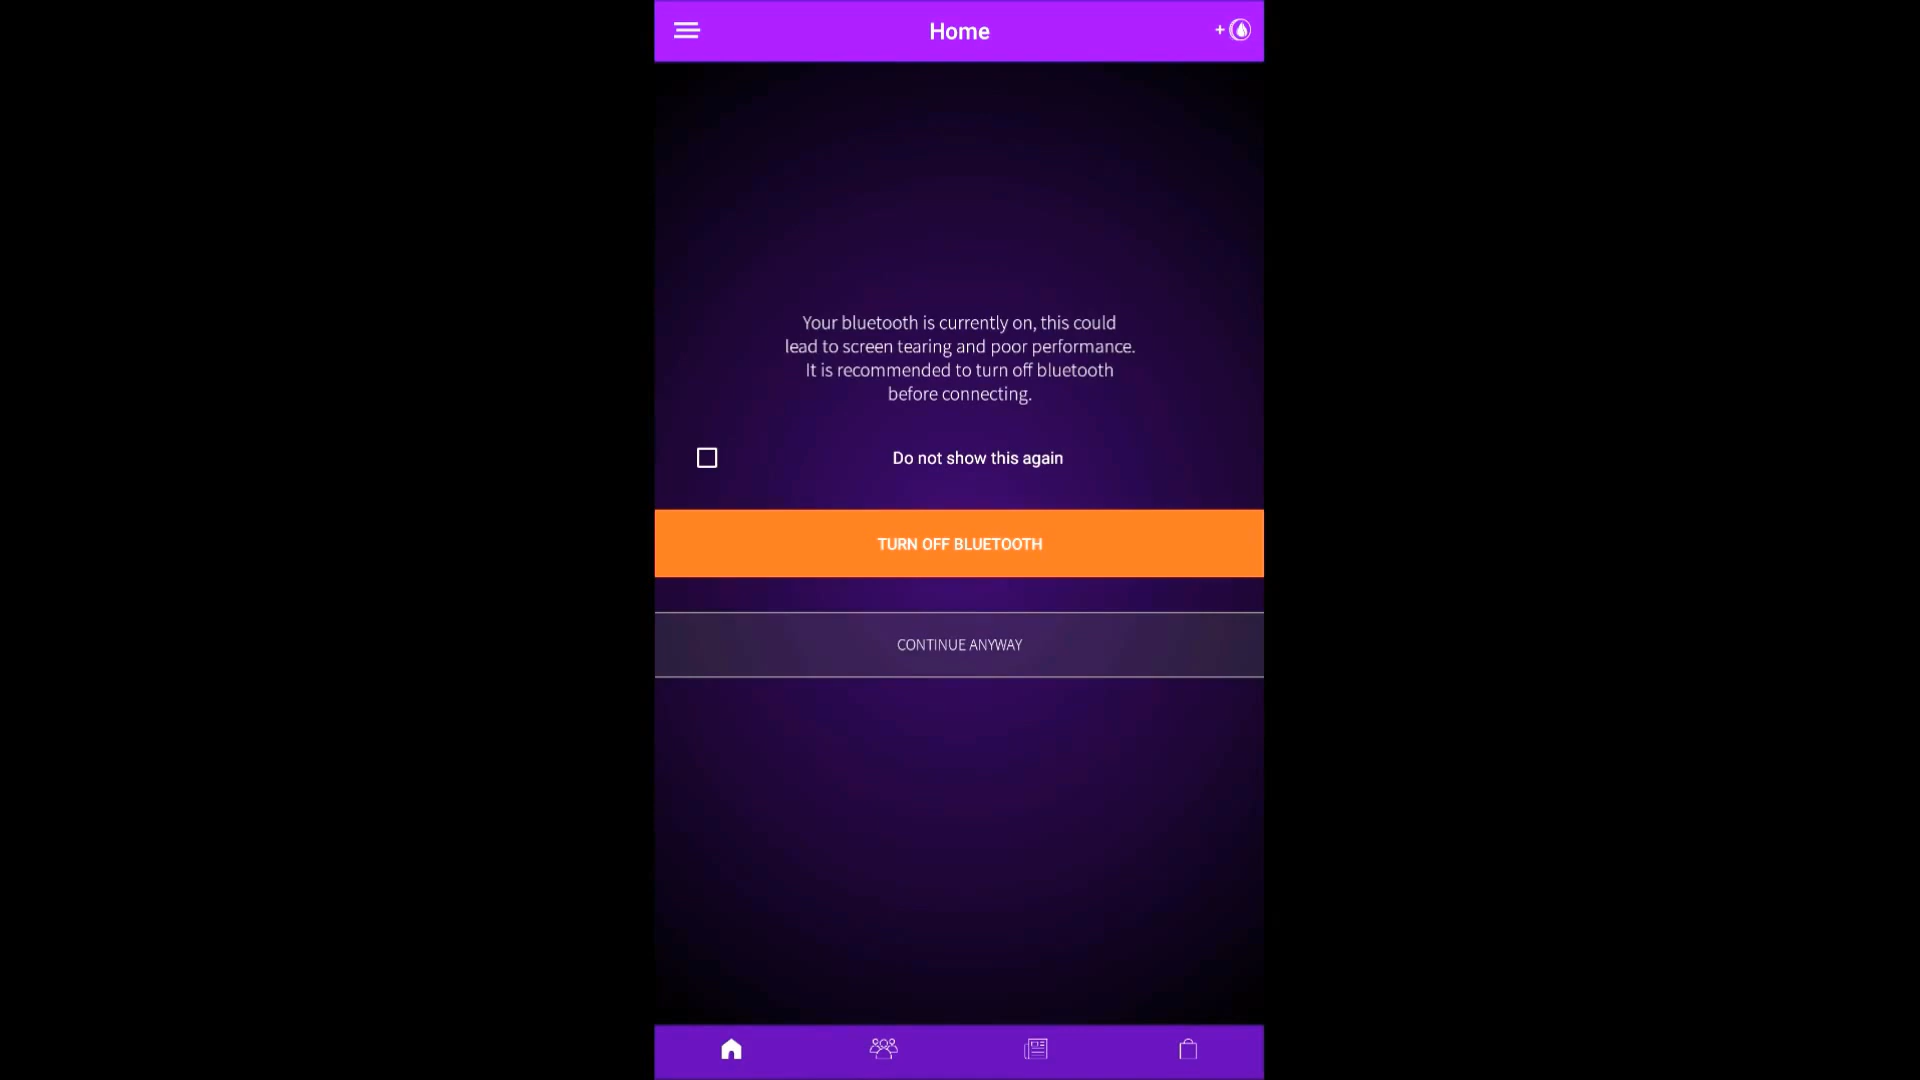 Home
+
Your bluetooth is currently on, this could
lead to screen tearing and poor performance.
It is recommended to turn off bluetooth
before connecting.
Do not show this again
TURN OFF BLUETOOTH
CONTINUE ANYWAY